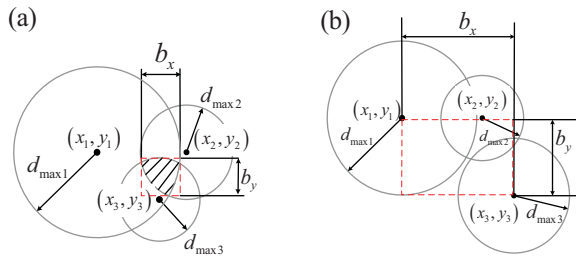 (a)
b_x
d_max2
(x_1, y_1)
(x_2, y_2)
d_max1
b_y
(x_3, y_3)
d_max3
(b)
b_x
(x_1, y_1)
(x_2, y_2)
d_max1
d_max2
b_y
(x_3, y_3)
d_max3